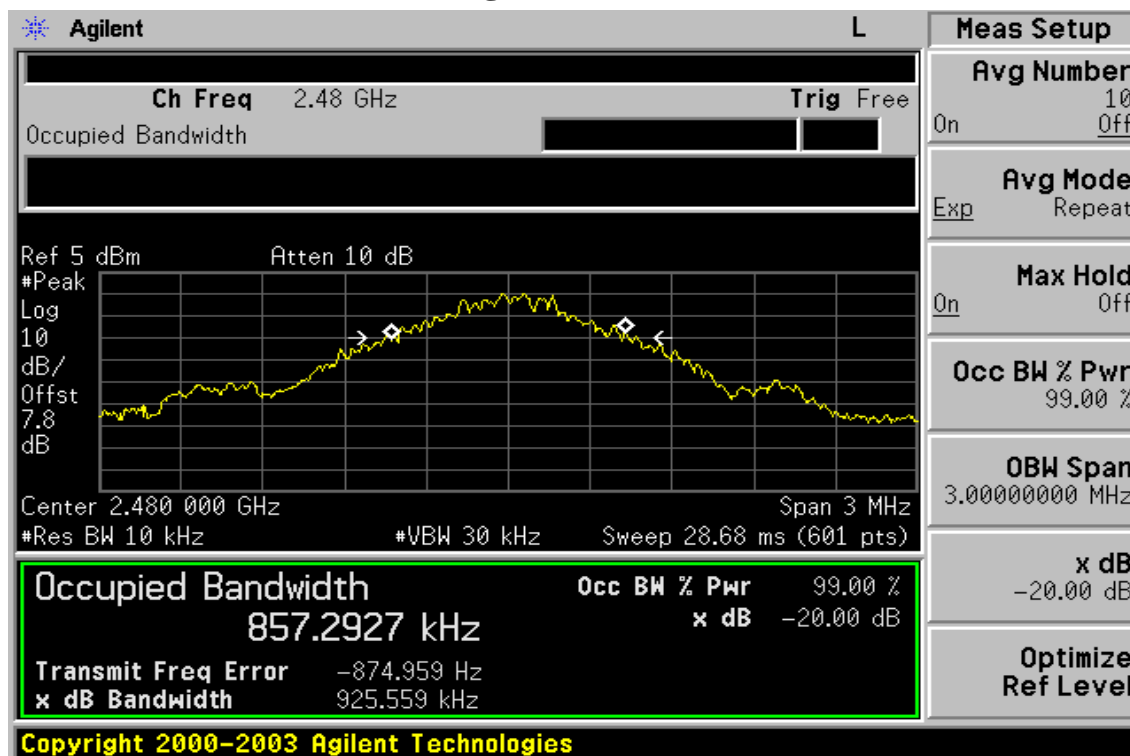 Agilent L
Meas Setup
Ch Freq 2.48 GHz Trig Free
Occupied Bandwidth
Avg Number
10
On Off
Avg Mode
Exp Repeat
Max Hold
On Off
Occ BW % Pwr
99.00 %
OBW Span
3.00000000 MHz
x dB
-20.00 dB
Optimize
Ref Level
Ref 5 dBm Atten 10 dB
#Peak
Log
10
dB/
Offst
7.8
dB
Center 2.480 000 GHz Span 3 MHz
#Res BW 10 kHz #VBW 30 kHz Sweep 28.68 ms (601 pts)
Occupied Bandwidth Occ BW % Pwr 99.00 %
857.2927 kHz x dB -20.00 dB
Transmit Freq Error -874.959 Hz
x dB Bandwidth 925.559 kHz
Copyright 2000-2003 Agilent Technologies